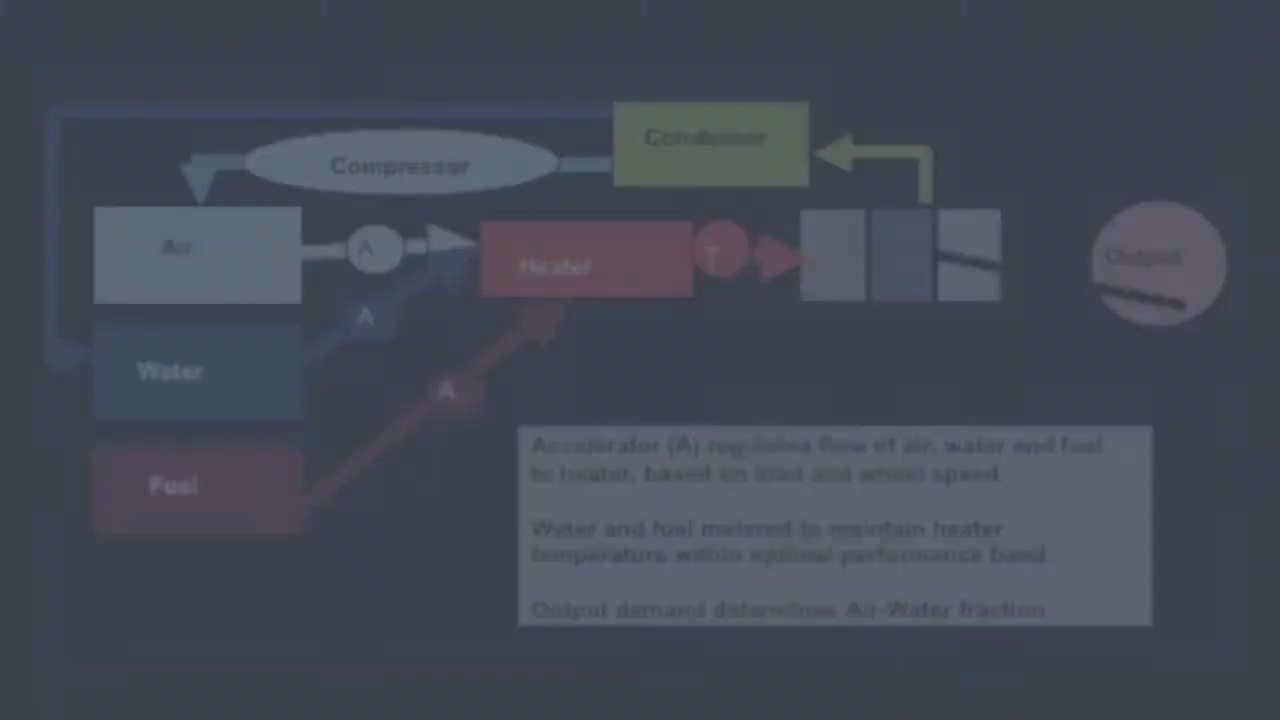 Condenser
Compressor
Air
A
Heater
T
Output
A
Water
A
Fuel
Accelerator (A) regulates flow of air, water and fuel
to heater, based on load and wheel speed
Water and fuel metered to maintain heater
temperature within optimal performance band.
Output demand determines Air-Water fraction